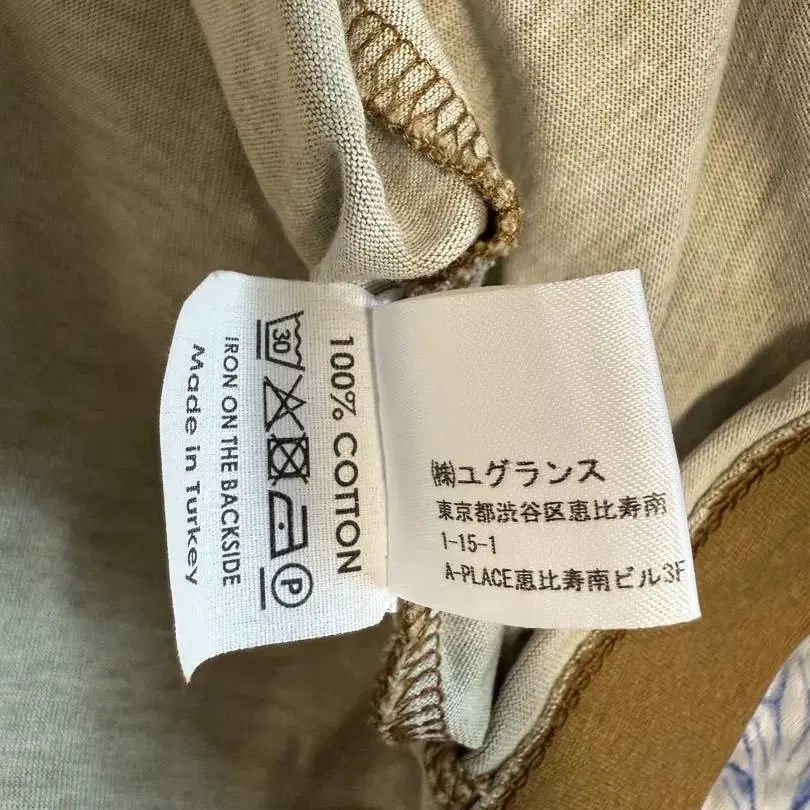 100% COTTON
30
P
IRON ON THE BACKSIDE
Made in Turkey
㈱ユグランス
東京都渋谷区恵比寿南
1-15-1
A-PLACE恵比寿南ビル3F